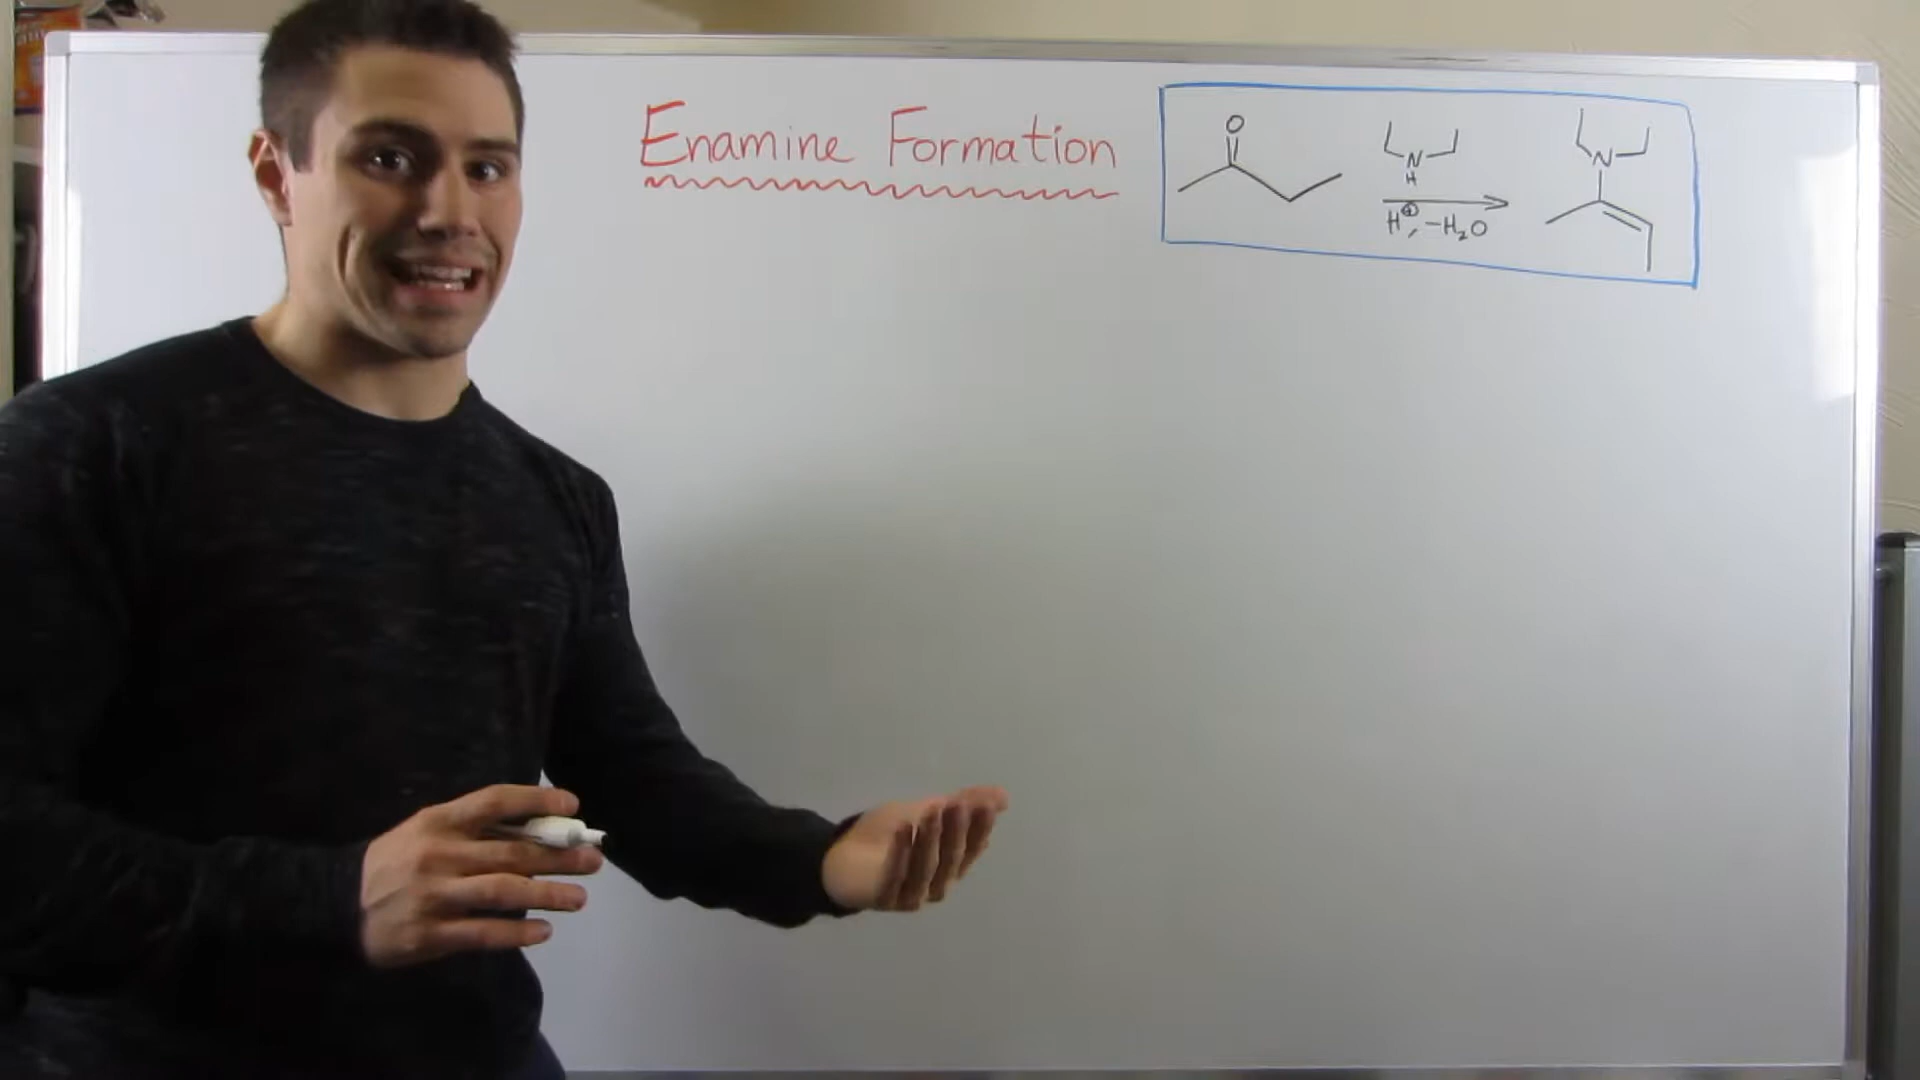 Enamine Formation
O
N
H
H⊕, -H₂O
N